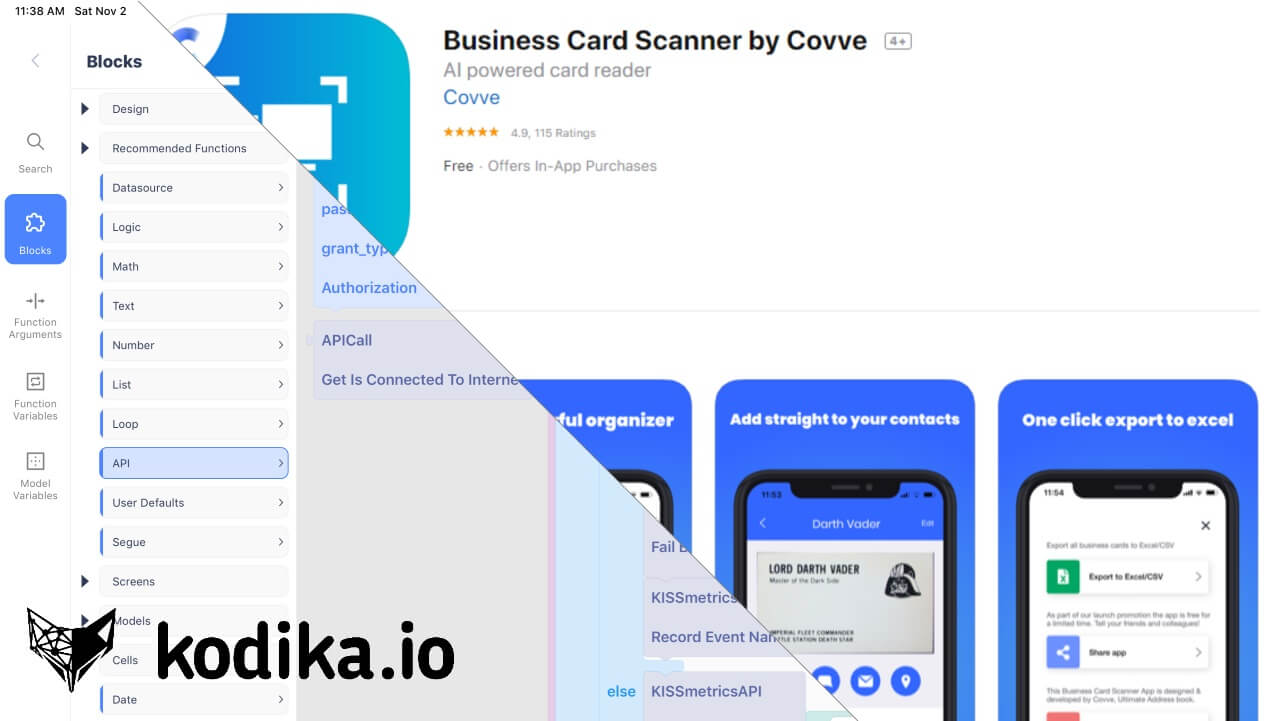 11:38 AM Sat Nov 2
Blocks
Search
Blocks
Function
Arguments
Function
Variables
Model
Variables
Design
Recommended Functions
Datasource
Logic
Math
Text
Number
List
Loop
API
User Defaults
Segue
Screens
Models
Cells
Date
kodika.io
Authorization
APICall
Get Is Connected To Interne
Fail
KISSmetrics
Record Event
else KISSmetricsAPI
Business Card Scanner by Covve 4+
AI powered card reader
Covve
4.9, 115 Ratings
Free · Offers In-App Purchases
organizer
Add straight to your contacts
11:53
Darth Vader
Edit
LORD DARTH VADER
Master of the Dark Side
IMPERIAL FLEET COMMANDER
DEATH STAR
One click export to excel
11:54
Export all business cards to Excel/CSV
Export to Excel/CSV
As part of our launch promotion the app is free for
a limited time. Tell your friends and colleagues!
Share app
This Business Card Scanner App is designed &
developed by Covve, Ultimate Address book.